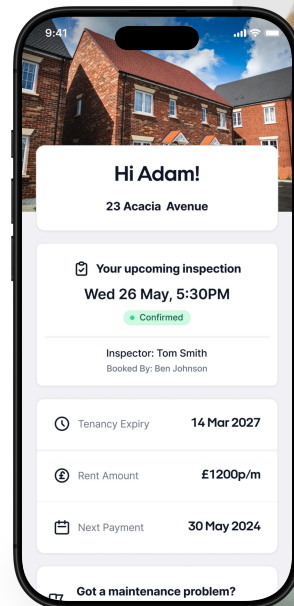 9:41
Hi Adam!
23 Acacia Avenue
Your upcoming inspection
Wed 26 May, 5:30PM
Confirmed
Inspector: Tom Smith
Booked By: Ben Johnson
Tenancy Expiry 14 Mar 2027
£ Rent Amount £1200p/m
Next Payment 30 May 2024
Got a maintenance problem?